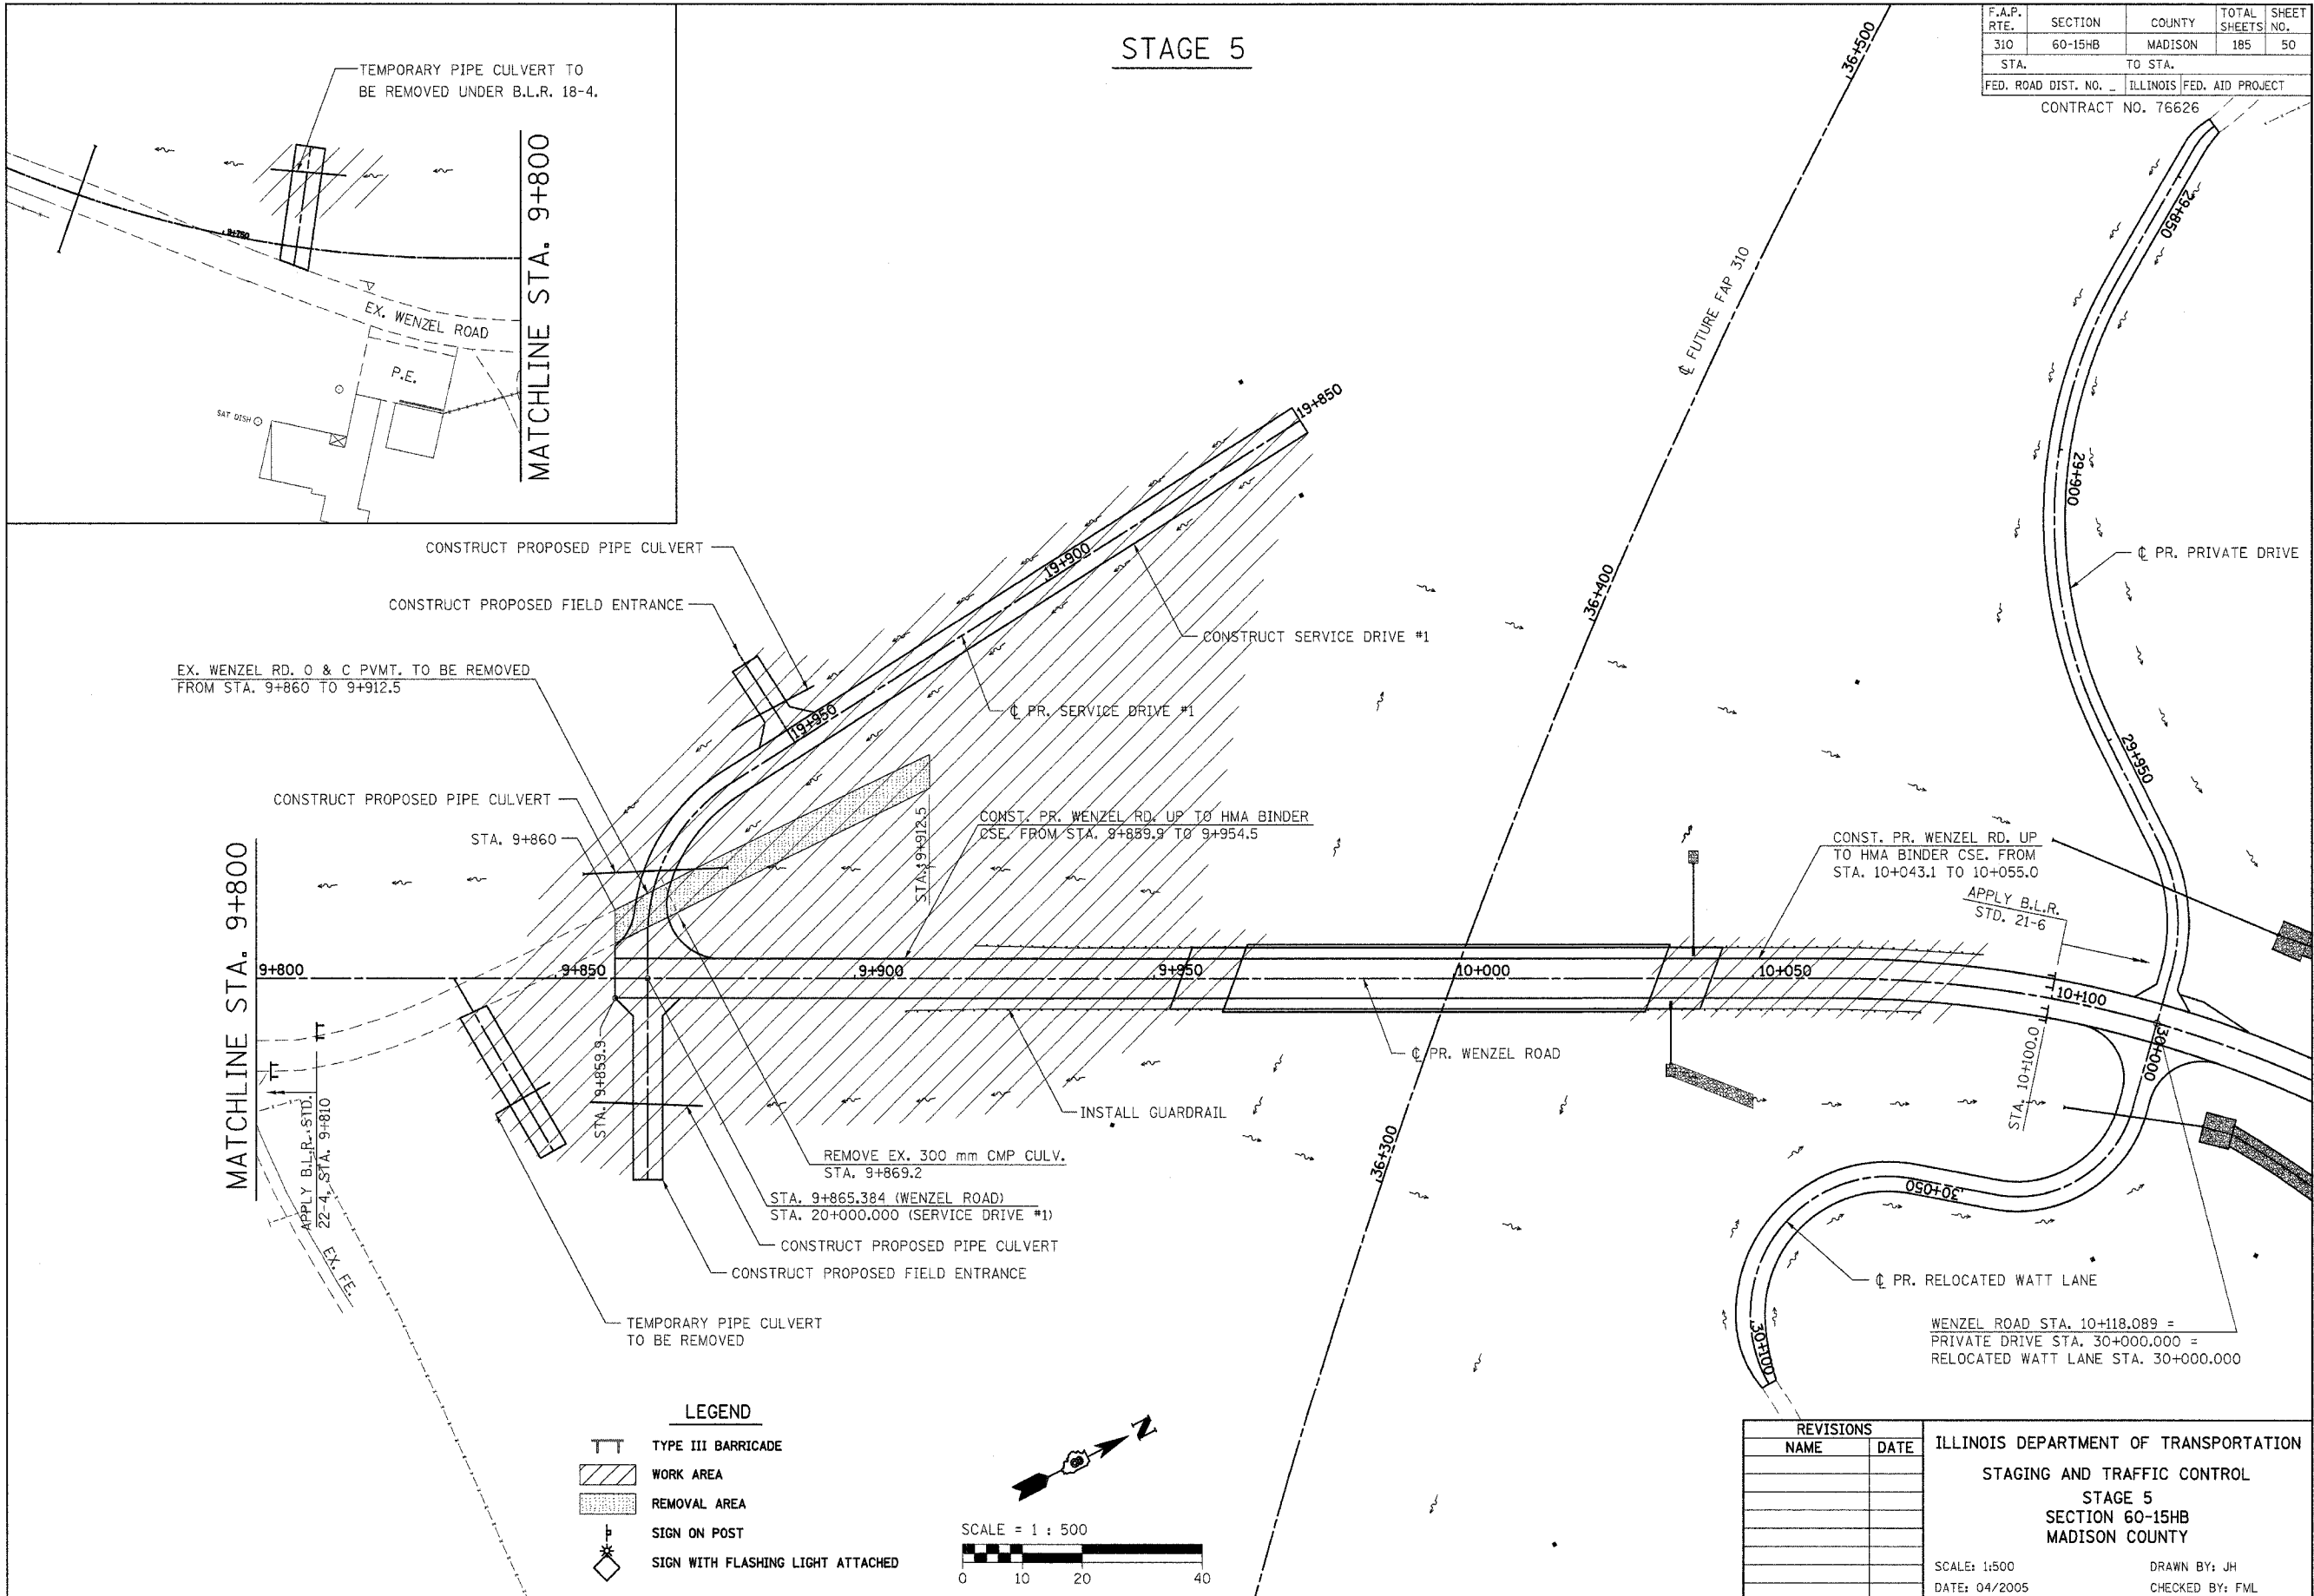 STAGE 5
F.A.P. RTE. SECTION COUNTY TOTAL SHEETS SHEET NO.
310 60-15HB MADISON 185 50
STA. TO STA.
FED. ROAD DIST. NO. _ ILLINOIS FED. AID PROJECT
CONTRACT NO. 76626
TEMPORARY PIPE CULVERT TO
BE REMOVED UNDER B.L.R. 18-4.
MATCHLINE STA. 9+800
9+750
EX. WENZEL ROAD
P.E.
SAT DISH
36+500
℄ FUTURE FAP 310
36+400
36+300
29+850
29+900
29+950
℄ PR. PRIVATE DRIVE
19+850
19+900
19+950
CONSTRUCT PROPOSED PIPE CULVERT
CONSTRUCT PROPOSED FIELD ENTRANCE
CONSTRUCT SERVICE DRIVE #1
℄ PR. SERVICE DRIVE #1
EX. WENZEL RD. O & C PVMT. TO BE REMOVED
FROM STA. 9+860 TO 9+912.5
CONSTRUCT PROPOSED PIPE CULVERT
STA. 9+860
STA. 9+912.5
CONST. PR. WENZEL RD. UP TO HMA BINDER
CSE. FROM STA. 9+859.9 TO 9+954.5
CONST. PR. WENZEL RD. UP
TO HMA BINDER CSE. FROM
STA. 10+043.1 TO 10+055.0
APPLY B.L.R.
STD. 21-6
MATCHLINE STA. 9+800
9+800
9+850
9+900
9+950
10+000
10+050
10+100
30+000
STA. 10+100.0
℄ PR. WENZEL ROAD
INSTALL GUARDRAIL
STA. 9+859.9
APPLY B.L.R. STD.
22-4, STA. 9+810
EX. FE.
REMOVE EX. 300 mm CMP CULV.
STA. 9+869.2
STA. 9+865.384 (WENZEL ROAD)
STA. 20+000.000 (SERVICE DRIVE #1)
CONSTRUCT PROPOSED PIPE CULVERT
CONSTRUCT PROPOSED FIELD ENTRANCE
TEMPORARY PIPE CULVERT
TO BE REMOVED
30+050
30+100
℄ PR. RELOCATED WATT LANE
WENZEL ROAD STA. 10+118.089 =
PRIVATE DRIVE STA. 30+000.000 =
RELOCATED WATT LANE STA. 30+000.000
LEGEND
TYPE III BARRICADE
WORK AREA
REMOVAL AREA
SIGN ON POST
SIGN WITH FLASHING LIGHT ATTACHED
N
SCALE = 1 : 500
0 10 20 40
REVISIONS
NAME DATE
ILLINOIS DEPARTMENT OF TRANSPORTATION
STAGING AND TRAFFIC CONTROL
STAGE 5
SECTION 60-15HB
MADISON COUNTY
SCALE: 1:500 DRAWN BY: JH
DATE: 04/2005 CHECKED BY: FML